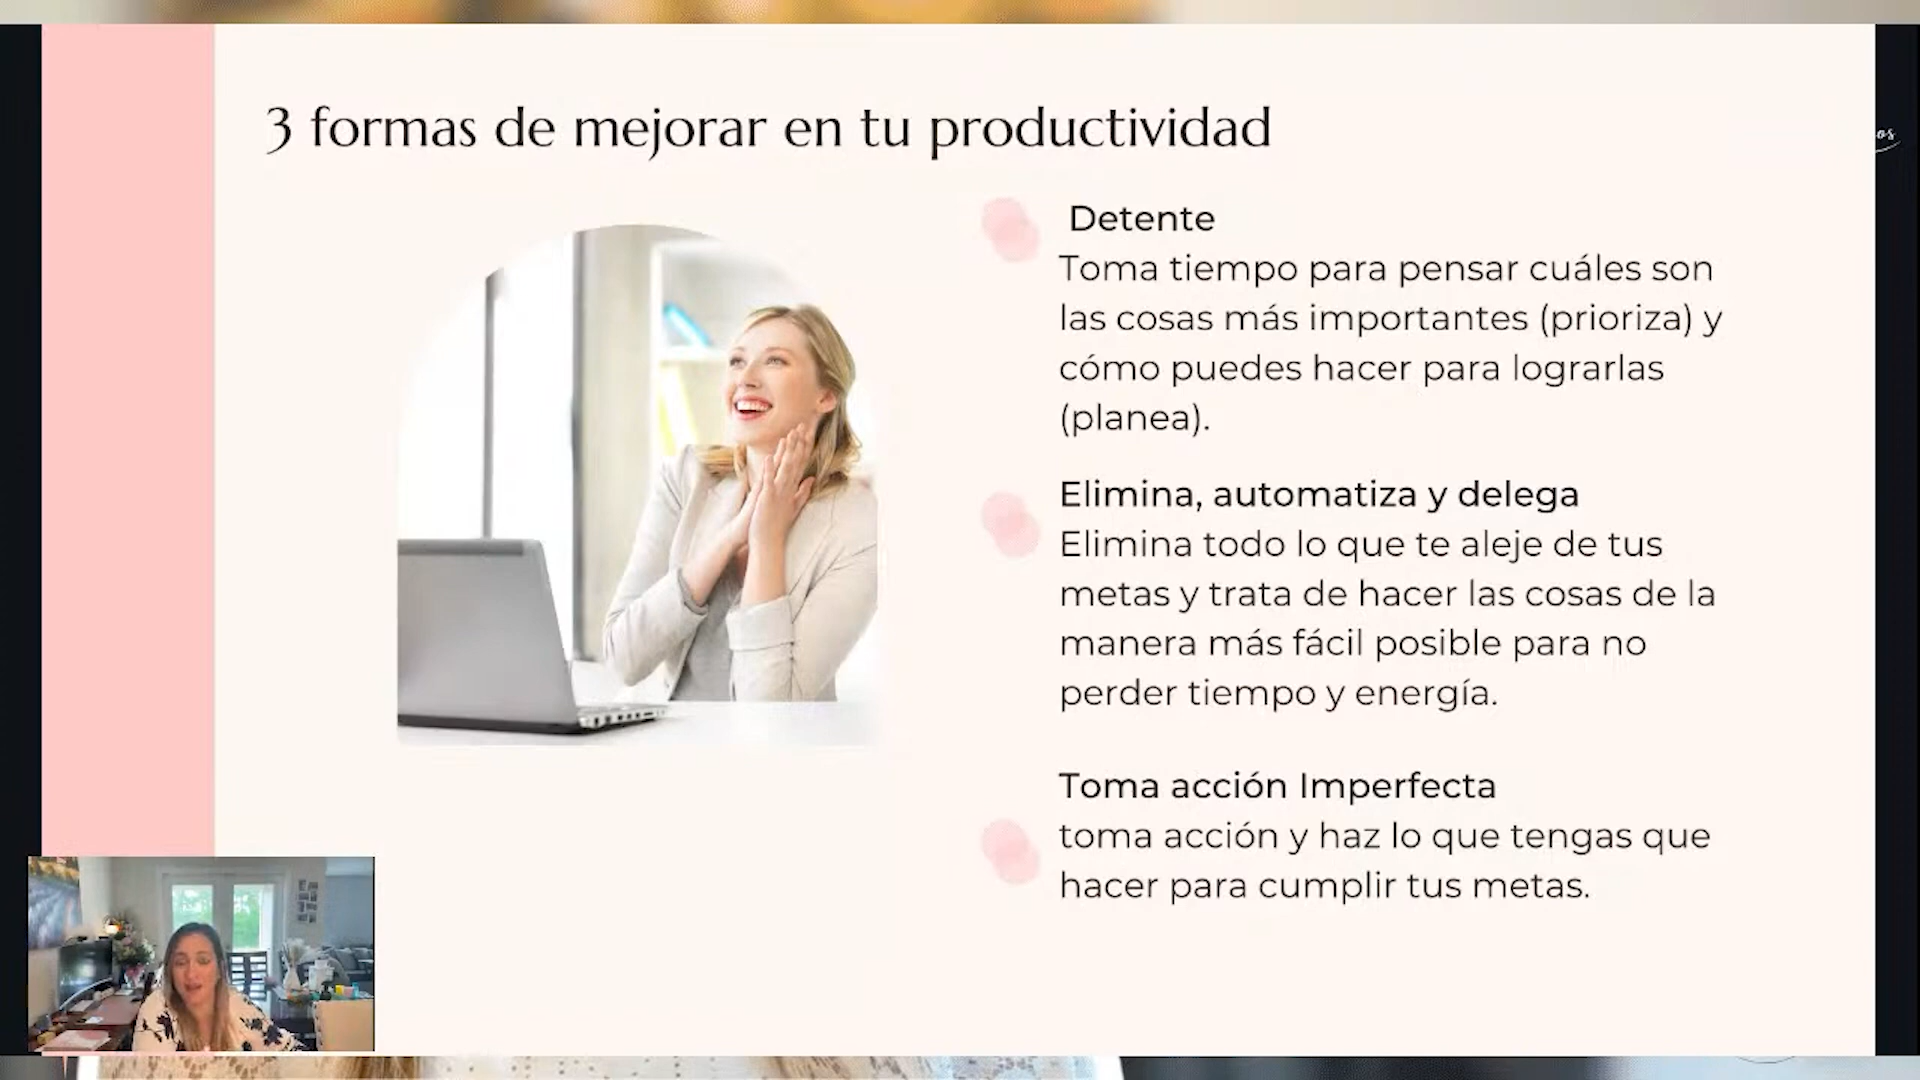 3 formas de mejorar en tu productividad
os
Detente
Toma tiempo para pensar cuáles son
las cosas más importantes (prioriza) y
cómo puedes hacer para lograrlas
(planea).
Elimina, automatiza y delega
Elimina todo lo que te aleje de tus
metas y trata de hacer las cosas de la
manera más fácil posible para no
perder tiempo y energía.
Toma acción Imperfecta
toma acción y haz lo que tengas que
hacer para cumplir tus metas.